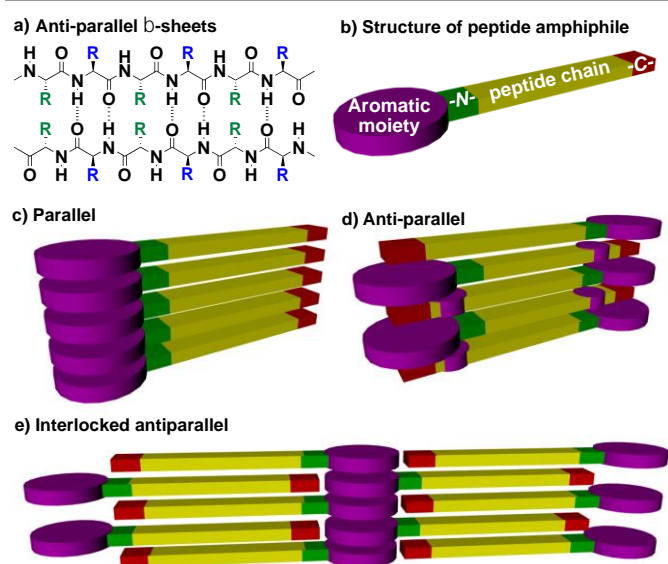 a) Anti-parallel b-sheets
H O R H O R H O R
N N N
N N N O
R H O R H O R H
R O H R O H R O H
N N N
N N N
O H R O H R O H R
b) Structure of peptide amphiphile
Aromatic
moiety
-N-
peptide chain
-C-
c) Parallel
d) Anti-parallel
e) Interlocked antiparallel